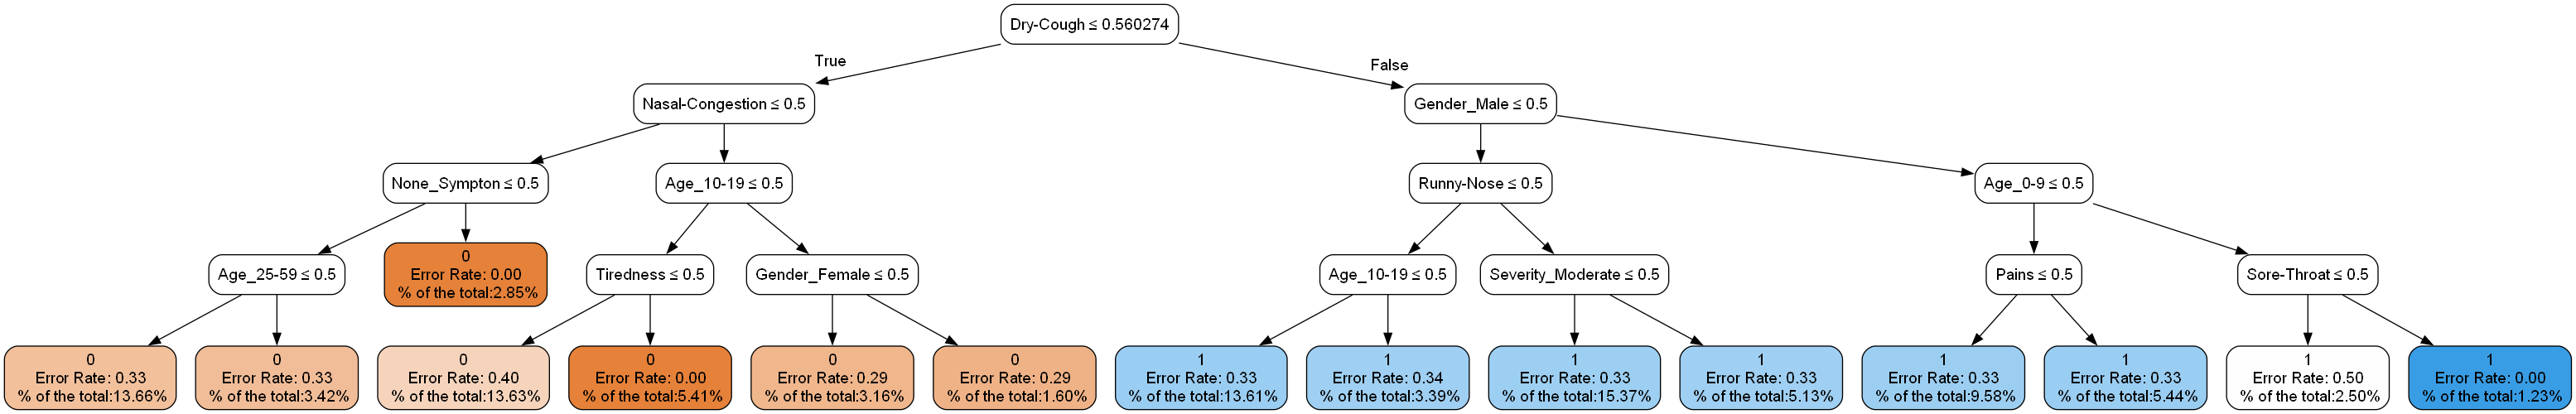 Dry-Cough ≤ 0.560274
True
False
Nasal-Congestion ≤ 0.5
Gender_Male ≤ 0.5
None_Sympton ≤ 0.5
Age_10-19 ≤ 0.5
Runny-Nose ≤ 0.5
Age_0-9 ≤ 0.5
Age_25-59 ≤ 0.5
0
Error Rate: 0.00
% of the total:2.85%
Tiredness ≤ 0.5
Gender_Female ≤ 0.5
Age_10-19 ≤ 0.5
Severity_Moderate ≤ 0.5
Pains ≤ 0.5
Sore-Throat ≤ 0.5
0
Error Rate: 0.33
% of the total:13.66%
0
Error Rate: 0.33
% of the total:3.42%
0
Error Rate: 0.40
% of the total:13.63%
0
Error Rate: 0.00
% of the total:5.41%
0
Error Rate: 0.29
% of the total:3.16%
0
Error Rate: 0.29
% of the total:1.60%
1
Error Rate: 0.33
% of the total:13.61%
1
Error Rate: 0.34
% of the total:3.39%
1
Error Rate: 0.33
% of the total:15.37%
1
Error Rate: 0.33
% of the total:5.13%
1
Error Rate: 0.33
% of the total:9.58%
1
Error Rate: 0.33
% of the total:5.44%
1
Error Rate: 0.50
% of the total:2.50%
1
Error Rate: 0.00
% of the total:1.23%